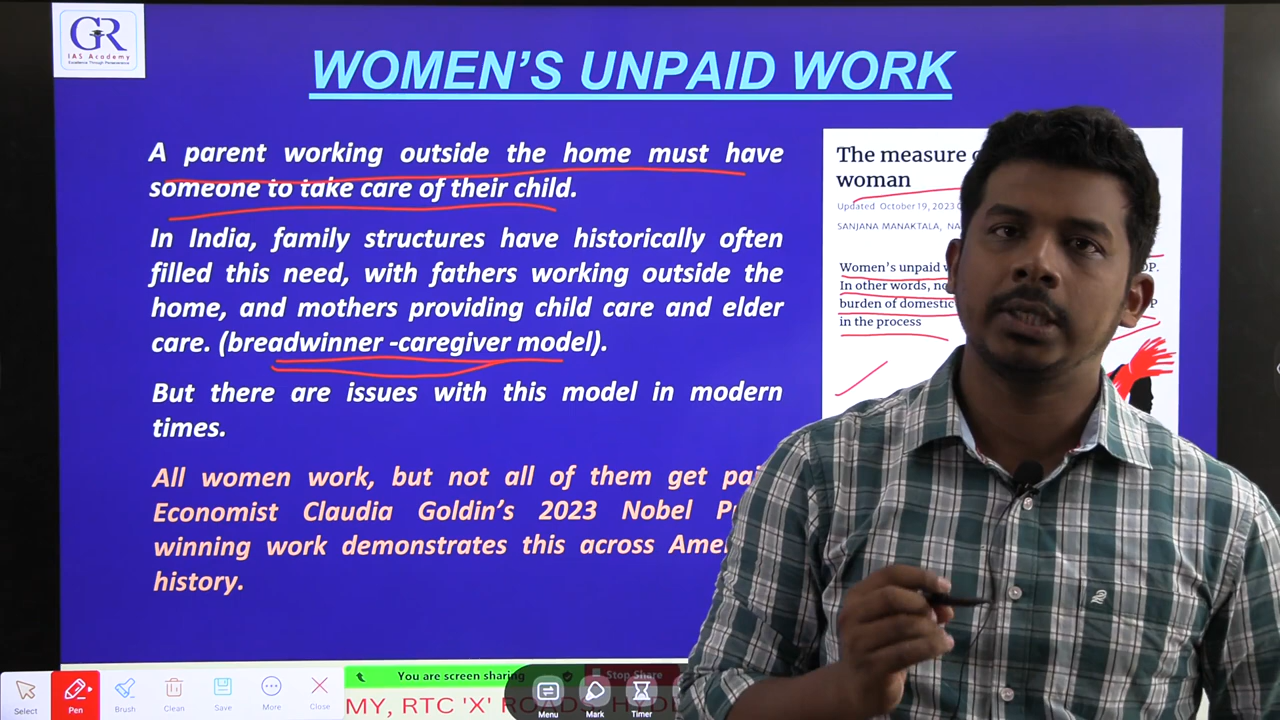 GR
IAS Academy
Excellence Through Perseverance
WOMEN'S UNPAID WORK
A parent working outside the home must have
someone to take care of their child.
In India, family structures have historically often
filled this need, with fathers working outside the
home, and mothers providing child care and elder
care. (breadwinner -caregiver model).
But there are issues with this model in modern
times.
All women work, but not all of them get
Economist Claudia Goldin's 2023 Nobel
winning work demonstrates this across
history.
The measure
woman
Updated October 19, 2023
SANJANA MANAKTALA,
Women's unpaid
In other words,
burden of domestic
in the process
You are screen sharing
Stop Share
Select
Pen
Brush
Clean
Save
More
Close
Menu
Mark
Timer
RTC 'X' ROADS,